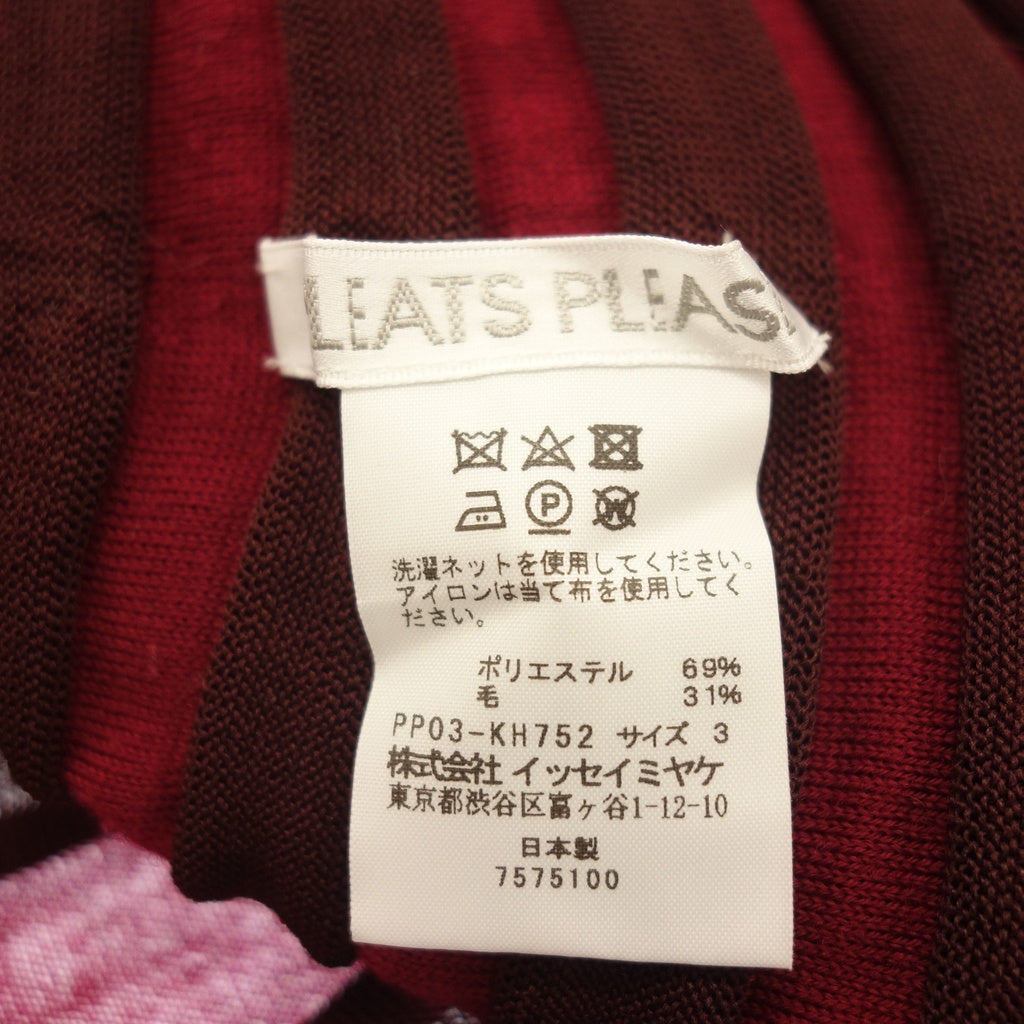 LEATS PLEAS
P
W
洗濯ネットを使用してください。
アイロンは当て布を使用してく
ださい。
ポリエステル 69%
毛 31%
PP03-KH752 サイズ 3
株式会社 イッセイミヤケ
東京都渋谷区富ヶ谷1-12-10
日本製
7575100